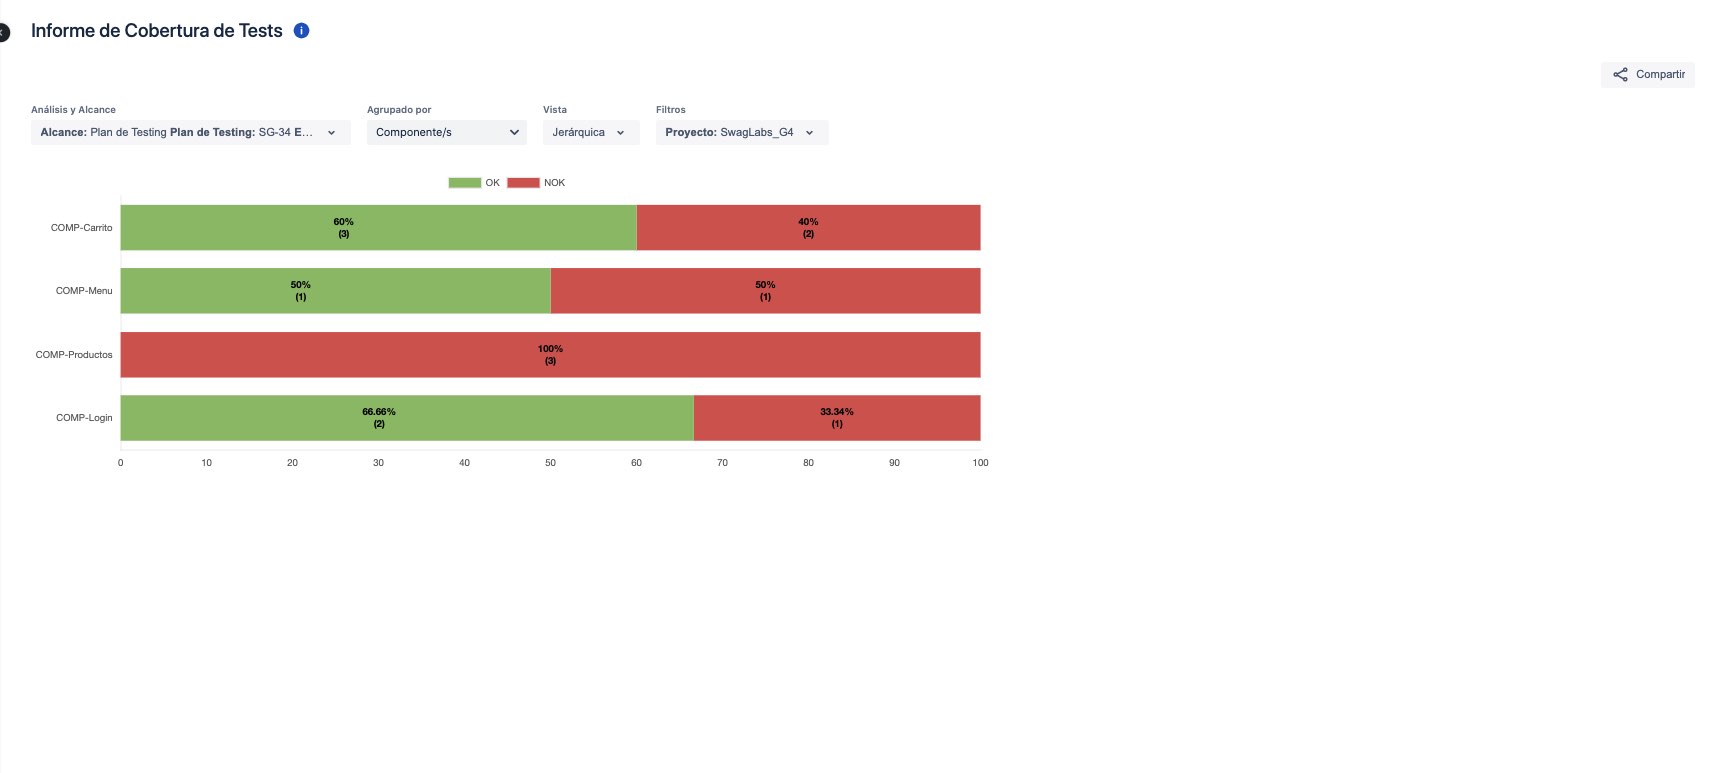 Informe de Cobertura de Tests
Compartir
Análisis y Alcance
Agrupado por
Vista
Filtros
Alcance: Plan de Testing Plan de Testing: SG-34 E...
Componente/s
Jerárquica
Proyecto: SwagLabs_G4
OK
NOK
COMP-Carrito
60%
(3)
40%
(2)
COMP-Menu
50%
(1)
50%
(1)
COMP-Productos
100%
(3)
COMP-Login
66.66%
(2)
33.34%
(1)
0 10 20 30 40 50 60 70 80 90 100